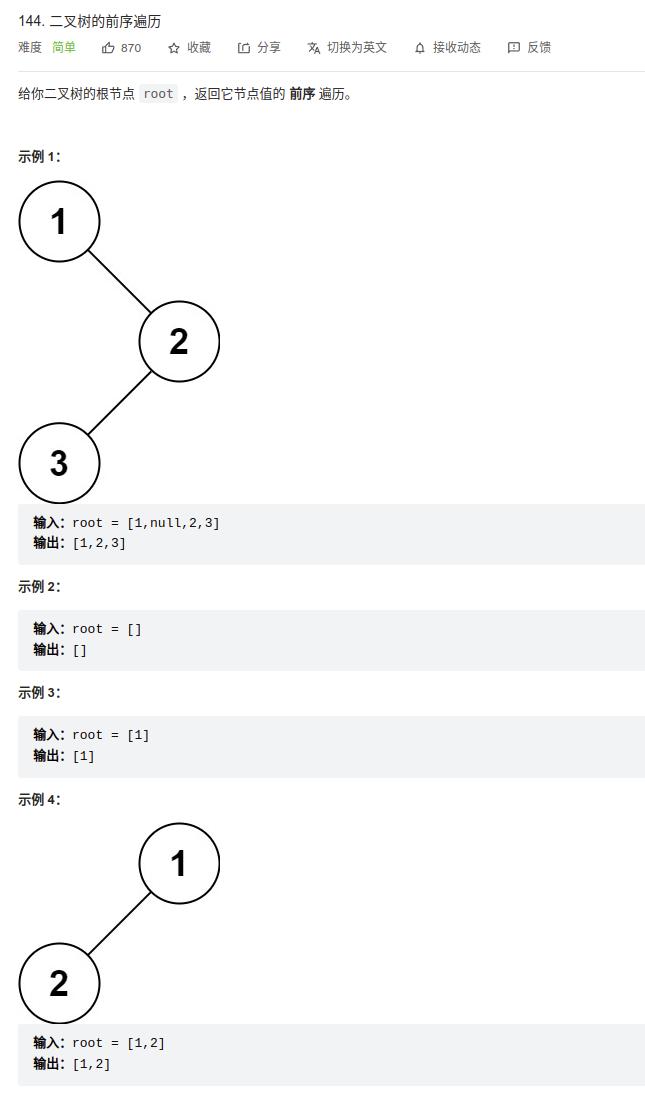 144. 二叉树的前序遍历
难度 简单 870 收藏 分享 切换为英文 接收动态 反馈
给你二叉树的根节点 root ，返回它节点值的 前序 遍历。
示例 1：
1
2
3
输入：root = [1,null,2,3]
输出：[1,2,3]
示例 2：
输入：root = []
输出：[]
示例 3：
输入：root = [1]
输出：[1]
示例 4：
1
2
输入：root = [1,2]
输出：[1,2]